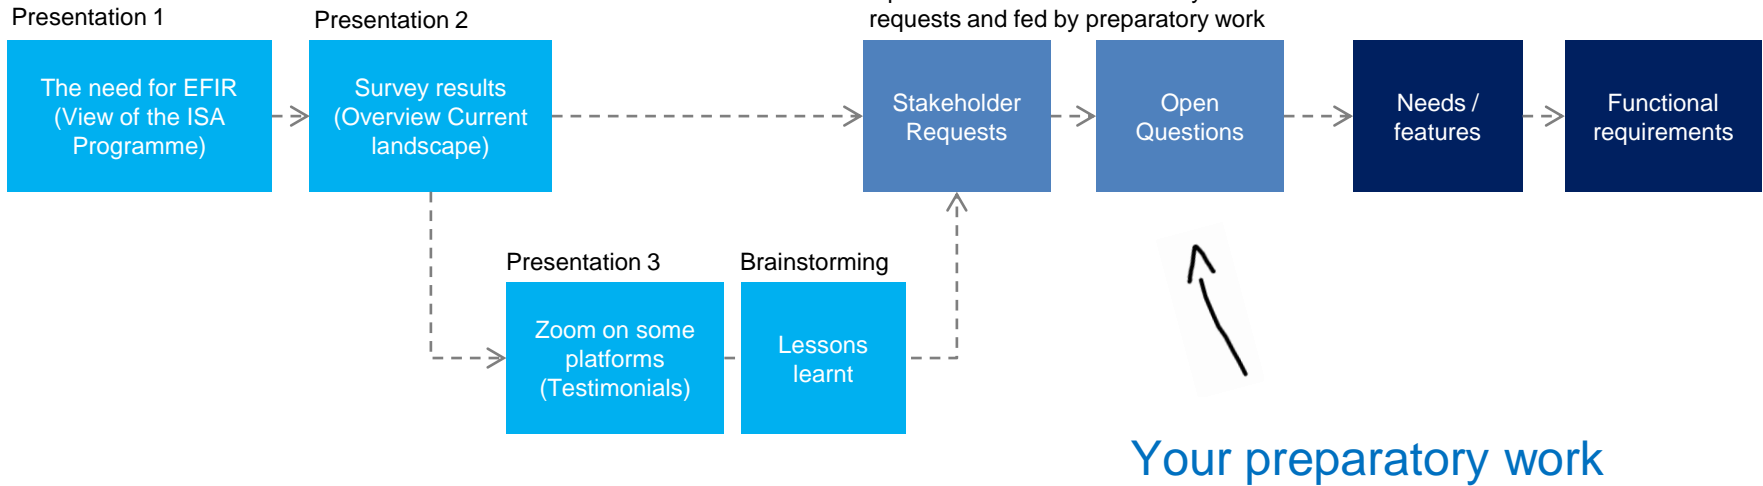 Presentation 1
Presentation 2
requests and fed by preparatory work
The need for EFIR
(View of the ISA
Programme)
Survey results
(Overview Current
landscape)
Stakeholder
Requests
Open
Questions
Needs /
features
Functional
requirements
Presentation 3
Brainstorming
Zoom on some
platforms
(Testimonials)
Lessons
learnt
Your preparatory work